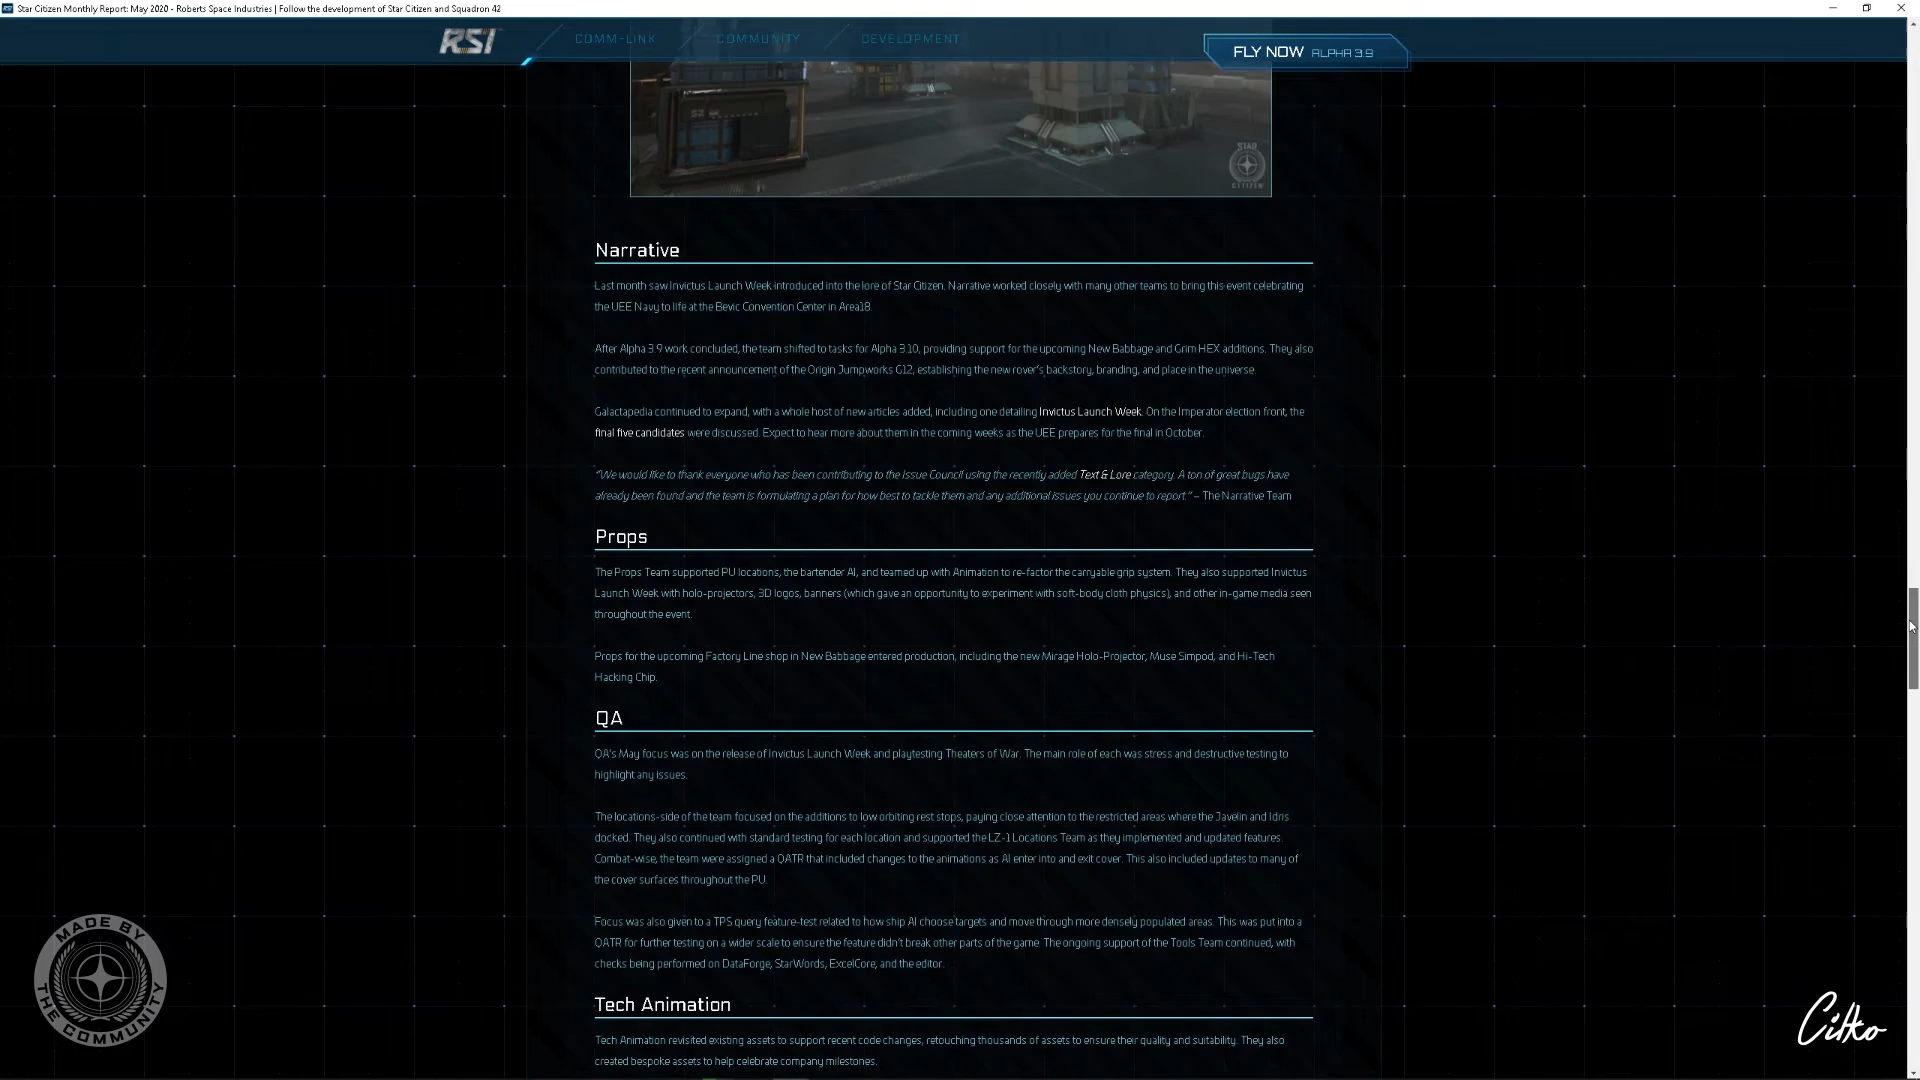 Star Citizen Monthly Report: May 2020 - Roberts Space Industries | Follow the development of Star Citizen and Squadron 42
RSI
COMM-LINK
COMMUNITY
DEVELOPMENT
FLY NOW ALPHA 3.9
S2
STAR
CITIZEN
Narrative
Last month saw Invictus Launch Week introduced into the lore of Star Citizen. Narrative worked closely with many other teams to bring this event celebrating
the UEE Navy to life at the Bevic Convention Center in Area18.
After Alpha 3.9 work concluded, the team shifted to tasks for Alpha 3.10, providing support for the upcoming New Babbage and Grim HEX additions. They also
contributed to the recent announcement of the Origin Jumpworks G12, establishing the new rover's backstory, branding, and place in the universe.
Galactapedia continued to expand, with a whole host of new articles added, including one detailing Invictus Launch Week. On the Imperator election front, the
final five candidates were discussed. Expect to hear more about them in the coming weeks as the UEE prepares for the final in October.
"We would like to thank everyone who has been contributing to the Issue Council using the recently added Text & Lore category. A ton of great bugs have
already been found and the team is formulating a plan for how best to tackle them and any additional issues you continue to report." – The Narrative Team
Props
The Props Team supported PU locations, the bartender AI, and teamed up with Animation to re-factor the carryable grip system. They also supported Invictus
Launch Week with holo-projectors, 3D logos, banners (which gave an opportunity to experiment with soft-body cloth physics), and other in-game media seen
throughout the event.
Props for the upcoming Factory Line shop in New Babbage entered production, including the new Mirage Holo-Projector, Muse Simpod, and Hi-Tech
Hacking Chip.
QA
QA's May focus was on the release of Invictus Launch Week and playtesting Theaters of War. The main role of each was stress and destructive testing to
highlight any issues.
The locations-side of the team focused on the additions to low orbiting rest stops, paying close attention to the restricted areas where the Javelin and Idris
docked. They also continued with standard testing for each location and supported the LZ-1 Locations Team as they implemented and updated features.
Combat-wise, the team were assigned a QATR that included changes to the animations as AI enter into and exit cover. This also included updates to many of
the cover surfaces throughout the PU.
Focus was also given to a TPS query feature-test related to how ship AI choose targets and move through more densely populated areas. This was put into a
QATR for further testing on a wider scale to ensure the feature didn't break other parts of the game. The ongoing support of the Tools Team continued, with
checks being performed on DataForge, StarWords, ExcelCore, and the editor.
Tech Animation
Tech Animation revisited existing assets to support recent code changes, retouching thousands of assets to ensure their quality and suitability. They also
created bespoke assets to help celebrate company milestones.
MADE BY
THE COMMUNITY